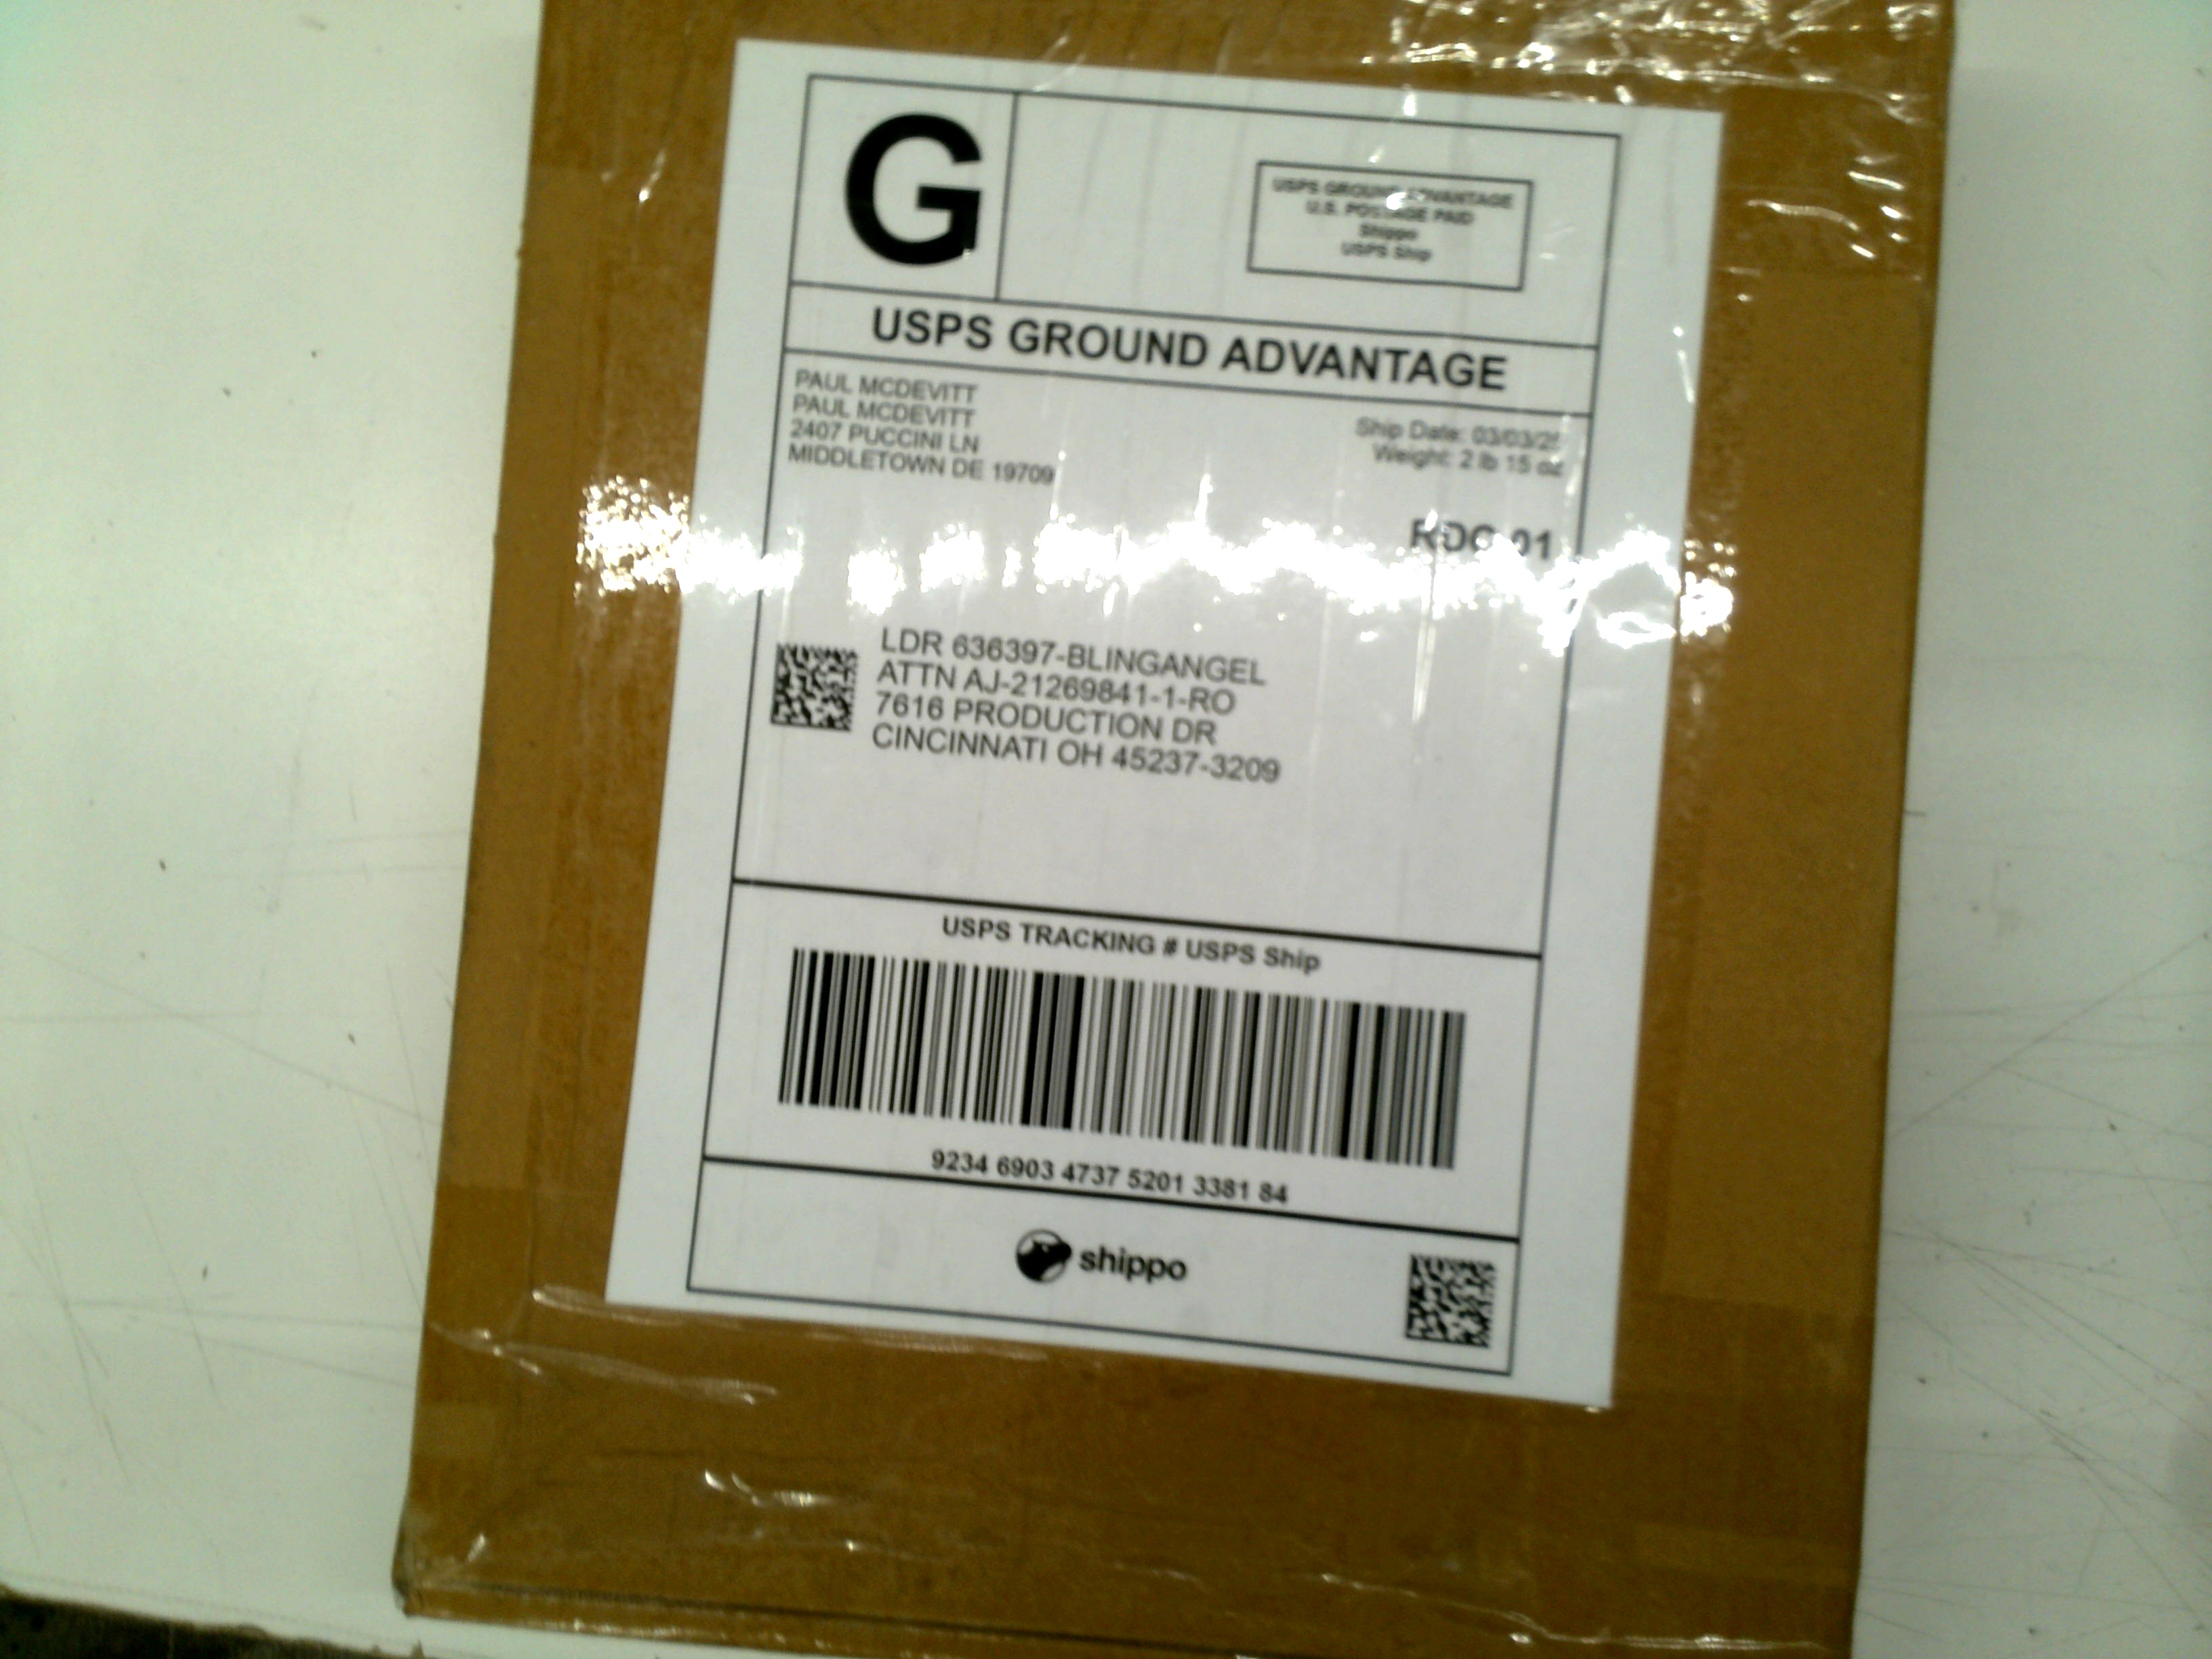 G
USPS GROUND ADVANTAGE
U.S. POSTAGE PAID
Shippo
USPS Ship
USPS GROUND ADVANTAGE
PAUL MCDEVITT
PAUL MCDEVITT
2407 PUCCINI LN
MIDDLETOWN DE 19709
Ship Date: 03/03/25
Weight: 2 lb 15 oz
RDC 01
LDR 636397-BLINGANGEL
ATTN AJ-21269841-1-RO
7616 PRODUCTION DR
CINCINNATI OH 45237-3209
USPS TRACKING # USPS Ship
9234 6903 4737 5201 3381 84
shippo